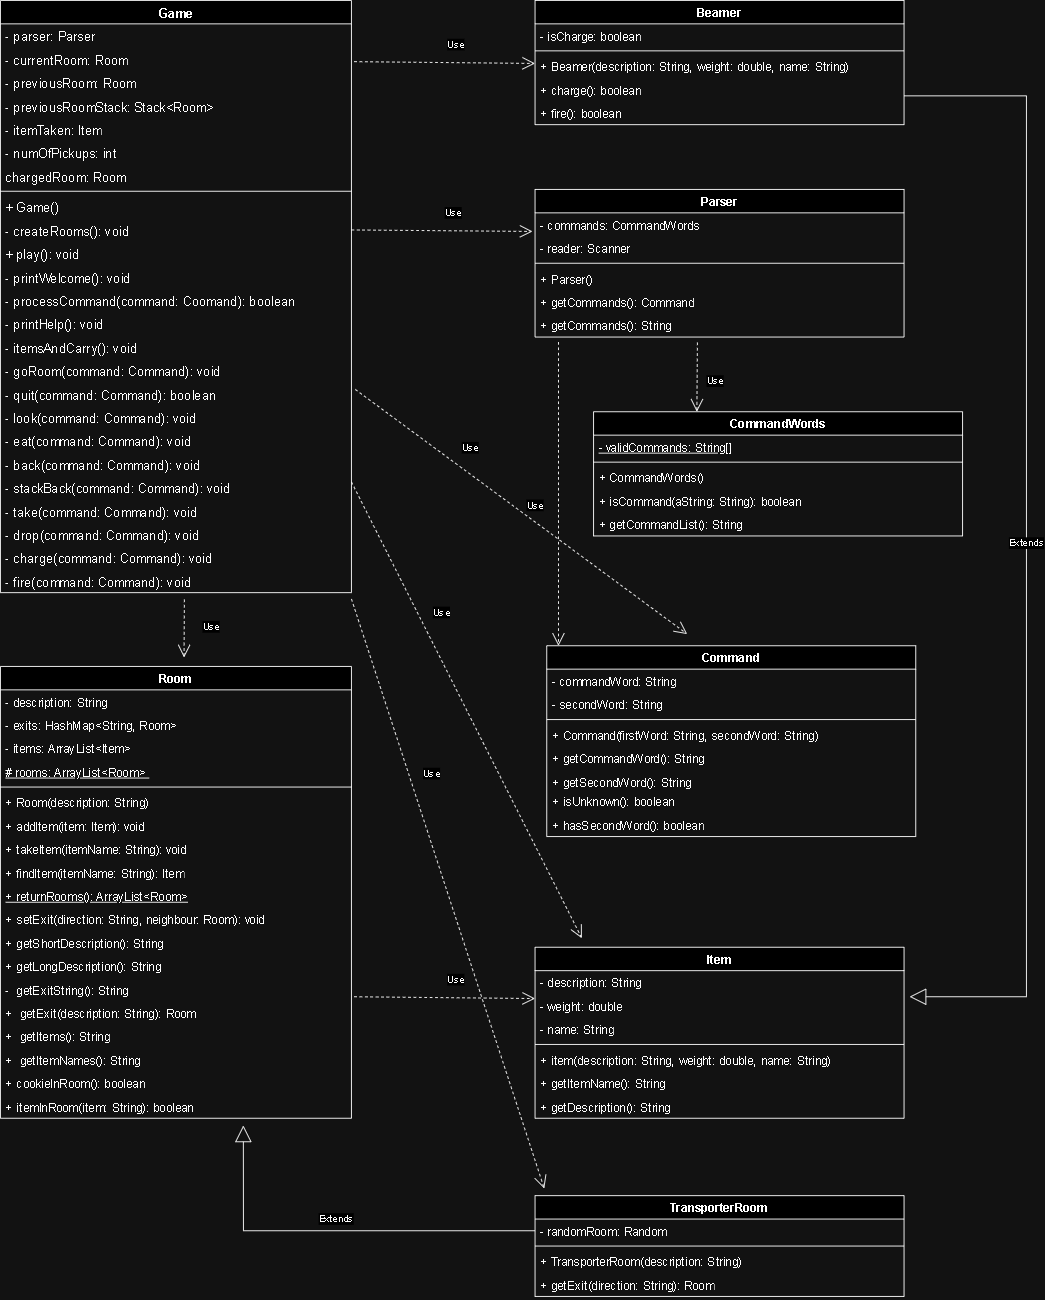 Game
- parser: Parser
- currentRoom: Room
- previousRoom: Room
- previousRoomStack: Stack<Room>
- itemTaken: Item
- numOfPickups: int
chargedRoom: Room
+ Game()
- createRooms(): void
+ play(): void
- printWelcome(): void
- processCommand(command: Coomand): boolean
- printHelp(): void
- itemsAndCarry(): void
- goRoom(command: Command): void
- quit(command: Command): boolean
- look(command: Command): void
- eat(command: Command): void
- back(command: Command): void
- stackBack(command: Command): void
- take(command: Command): void
- drop(command: Command): void
- charge(command: Command): void
- fire(command: Command): void
Use
Beamer
- isCharge: boolean
+ Beamer(description: String, weight: double, name: String)
+ charge(): boolean
+ fire(): boolean
Use
Parser
- commands: CommandWords
- reader: Scanner
+ Parser()
+ getCommands(): Command
+ getCommands(): String
Use
CommandWords
- validCommands: String[]
+ CommandWords()
+ isCommand(aString: String): boolean
+ getCommandList(): String
Use
Use
Extends
Use
Use
Command
- commandWord: String
- secondWord: String
+ Command(firstWord: String, secondWord: String)
+ getCommandWord(): String
+ getSecondWord(): String
+ isUnknown(): boolean
+ hasSecondWord(): boolean
Room
- description: String
- exits: HashMap<String, Room>
- items: ArrayList<Item>
# rooms: ArrayList<Room>
+ Room(description: String)
+ addItem(item: Item): void
+ takeItem(itemName: String): void
+ findItem(itemName: String): Item
+ returnRooms(): ArrayList<Room>
+ setExit(direction: String, neighbour: Room): void
+ getShortDescription(): String
+ getLongDescription(): String
- getExitString(): String
+ getExit(description: String): Room
+ getItems(): String
+ getItemNames(): String
+ cookieInRoom(): boolean
+ itemInRoom(item: String): boolean
Use
Use
Item
- description: String
- weight: double
- name: String
+ item(description: String, weight: double, name: String)
+ getItemName(): String
+ getDescription(): String
Extends
TransporterRoom
- randomRoom: Random
+ TransporterRoom(description: String)
+ getExit(direction: String): Room